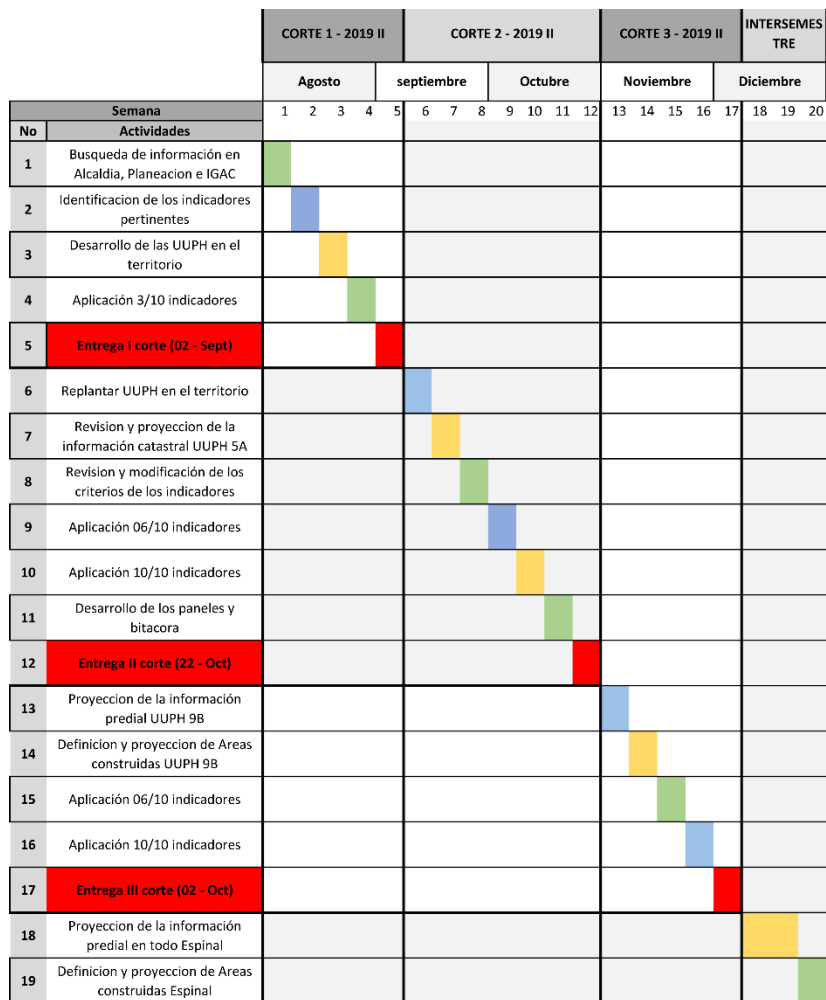 CORTE 1 - 2019 II
CORTE 2 - 2019 II
CORTE 3 - 2019 II
INTERSEMES
TRE
Agosto
septiembre
Octubre
Noviembre
Diciembre
Semana
1 2 3 4 5 6 7 8 9 10 11 12 13 14 15 16 17 18 19 20
No
Actividades
1
Busqueda de información en
Alcaldia, Planeacion e IGAC
2
Identificacion de los indicadores
pertinentes
3
Desarrollo de las UUPH en el
territorio
4
Aplicación 3/10 indicadores
5
Entrega I corte (02 - Sept)
6
Replantar UUPH en el territorio
7
Revision y proyeccion de la
información catastral UUPH 5A
8
Revision y modificación de los
criterios de los indicadores
9
Aplicación 06/10 indicadores
10
Aplicación 10/10 indicadores
11
Desarrollo de los paneles y
bitacora
12
Entrega II corte (22 - Oct)
13
Proyeccion de la información
predial UUPH 9B
14
Definicion y proyeccion de Areas
construidas UUPH 9B
15
Aplicación 06/10 indicadores
16
Aplicación 10/10 indicadores
17
Entrega III corte (02 - Oct)
18
Proyeccion de la información
predial en todo Espinal
19
Definicion y proyeccion de Areas
construidas Espinal